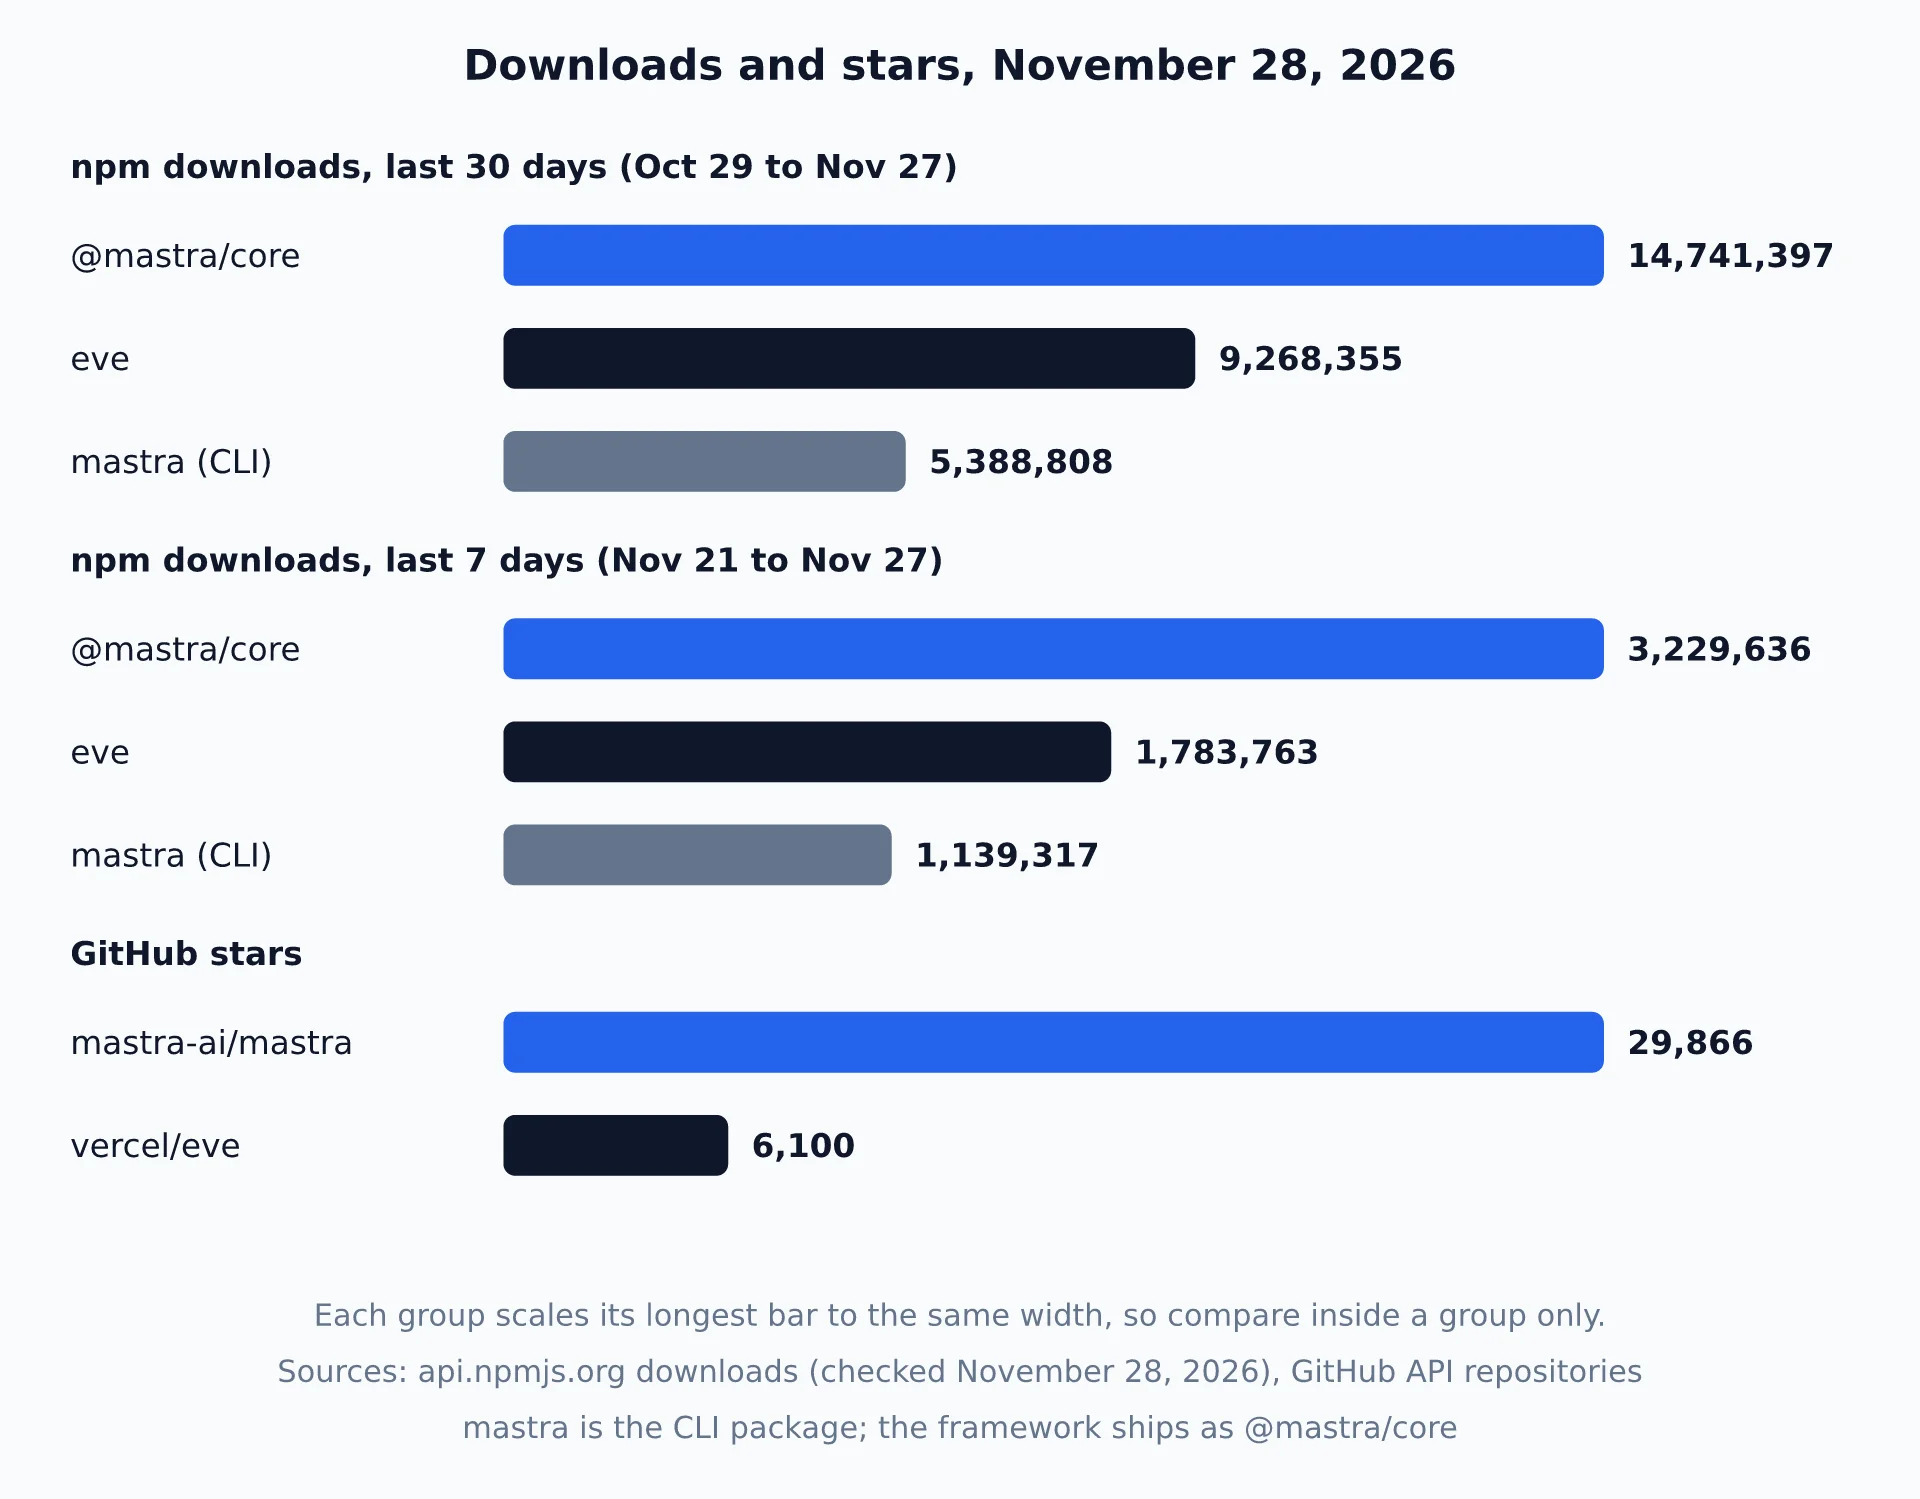 Downloads and stars, November 28, 2026
npm downloads, last 30 days (Oct 29 to Nov 27)
@mastra/core 14,741,397
eve 9,268,355
mastra (CLI) 5,388,808
npm downloads, last 7 days (Nov 21 to Nov 27)
@mastra/core 3,229,636
eve 1,783,763
mastra (CLI) 1,139,317
GitHub stars
mastra-ai/mastra 29,866
vercel/eve 6,100
Each group scales its longest bar to the same width, so compare inside a group only.
Sources: api.npmjs.org downloads (checked November 28, 2026), GitHub API repositories
mastra is the CLI package; the framework ships as @mastra/core